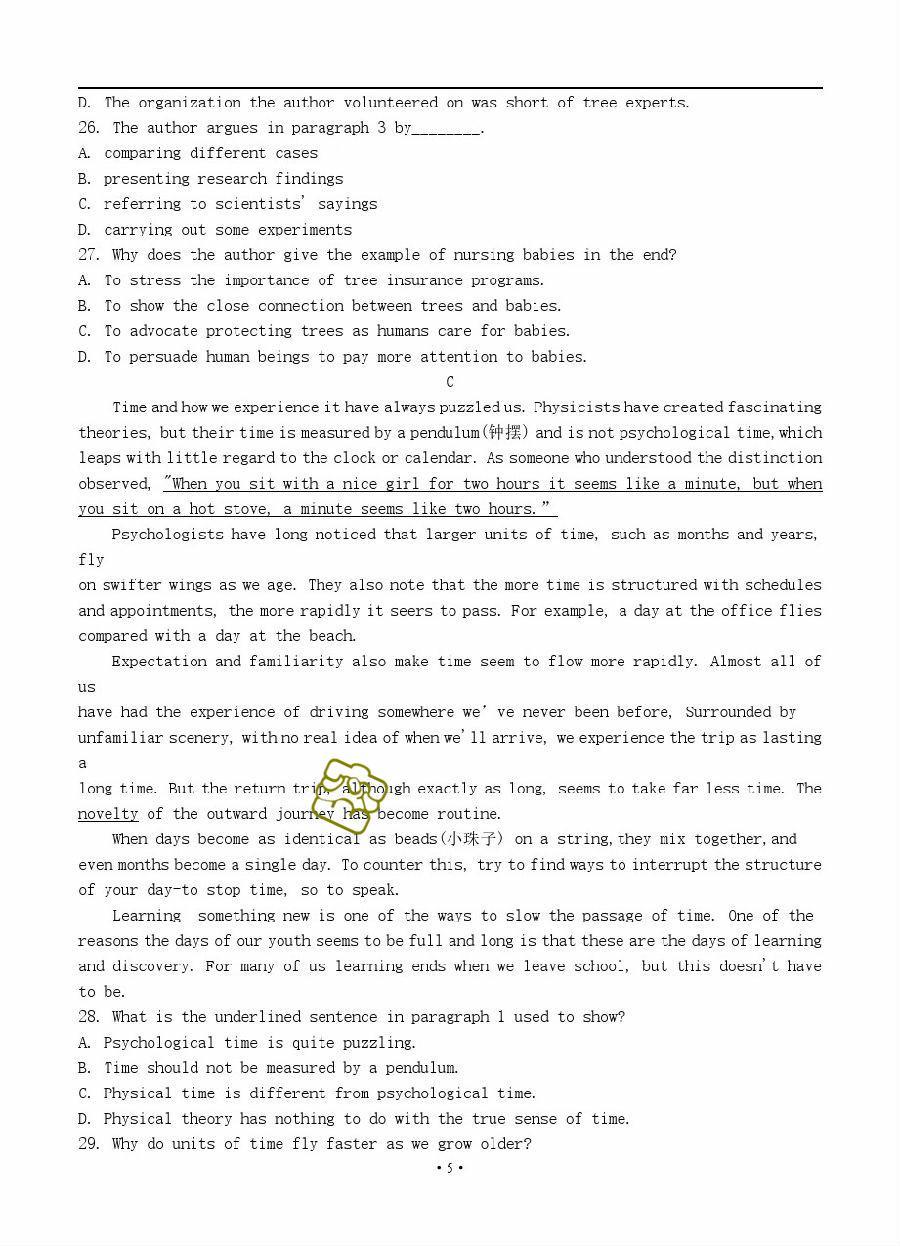 D. The organization the author volunteered on was short of tree experts.
26. The author argues in paragraph 3 by________.
A. comparing different cases
B. presenting research findings
C. referring to scientists' sayings
D. carrying out some experiments
27. Why does the author give the example of nursing babies in the end?
A. To stress the importance of tree insurance programs.
B. To show the close connection between trees and babies.
C. To advocate protecting trees as humans care for babies.
D. To persuade human beings to pay more attention to babies.
C
Time and how we experience it have always puzzled us. Physicists have created fascinating
theories, but their time is measured by a pendulum(钟摆) and is not psychological time, which
leaps with little regard to the clock or calendar. As someone who understood the distinction
observed, "When you sit with a nice girl for two hours it seems like a minute, but when
you sit on a hot stove, a minute seems like two hours."
Psychologists have long noticed that larger units of time, such as months and years,
fly
on swifter wings as we age. They also note that the more time is structured with schedules
and appointments, the more rapidly it seers to pass. For example, a day at the office flies
compared with a day at the beach.
Expectation and familiarity also make time seem to flow more rapidly. Almost all of
us
have had the experience of driving somewhere we've never been before, Surrounded by
unfamiliar scenery, with no real idea of when we'll arrive, we experience the trip as lasting
a
long time. But the return trip, although exactly as long, seems to take far less time. The
novelty of the outward journey has become routine.
When days become as identical as beads(小珠子) on a string, they mix together, and
even months become a single day. To counter this, try to find ways to interrupt the structure
of your day-to stop time, so to speak.
Learning something new is one of the ways to slow the passage of time. One of the
reasons the days of our youth seems to be full and long is that these are the days of learning
and discovery. For many of us learning ends when we leave school, but this doesn't have
to be.
28. What is the underlined sentence in paragraph 1 used to show?
A. Psychological time is quite puzzling.
B. Time should not be measured by a pendulum.
C. Physical time is different from psychological time.
D. Physical theory has nothing to do with the true sense of time.
29. Why do units of time fly faster as we grow older?
•5•